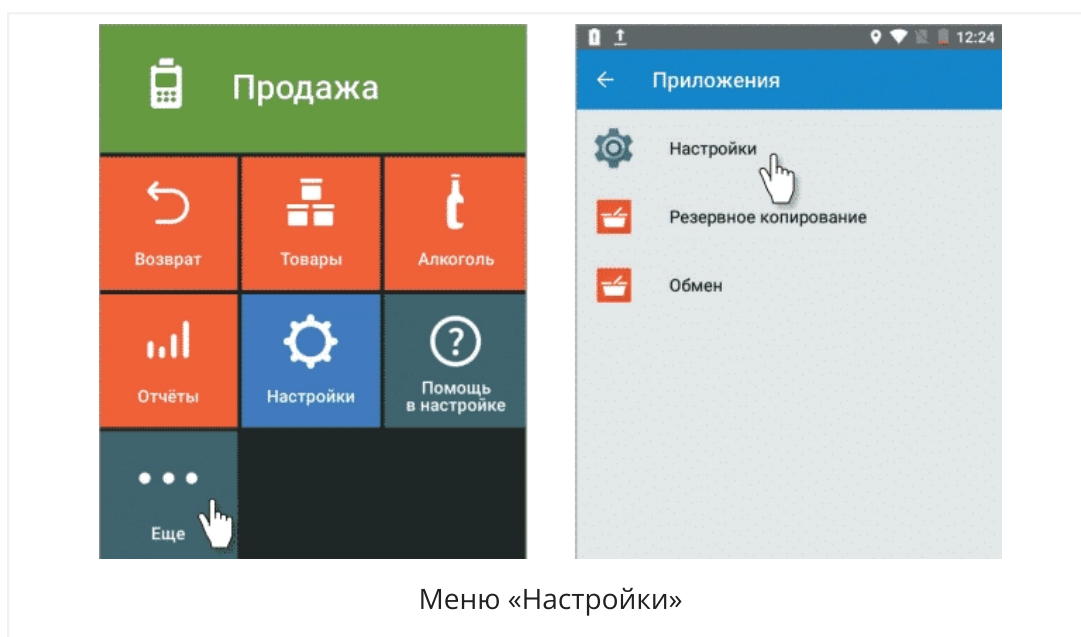 Продажа
Возврат
Товары
Алкоголь
Отчёты
Настройки
Помощь
в настройке
Еще
12:24
Приложения
Настройки
Резервное копирование
Обмен
Меню «Настройки»